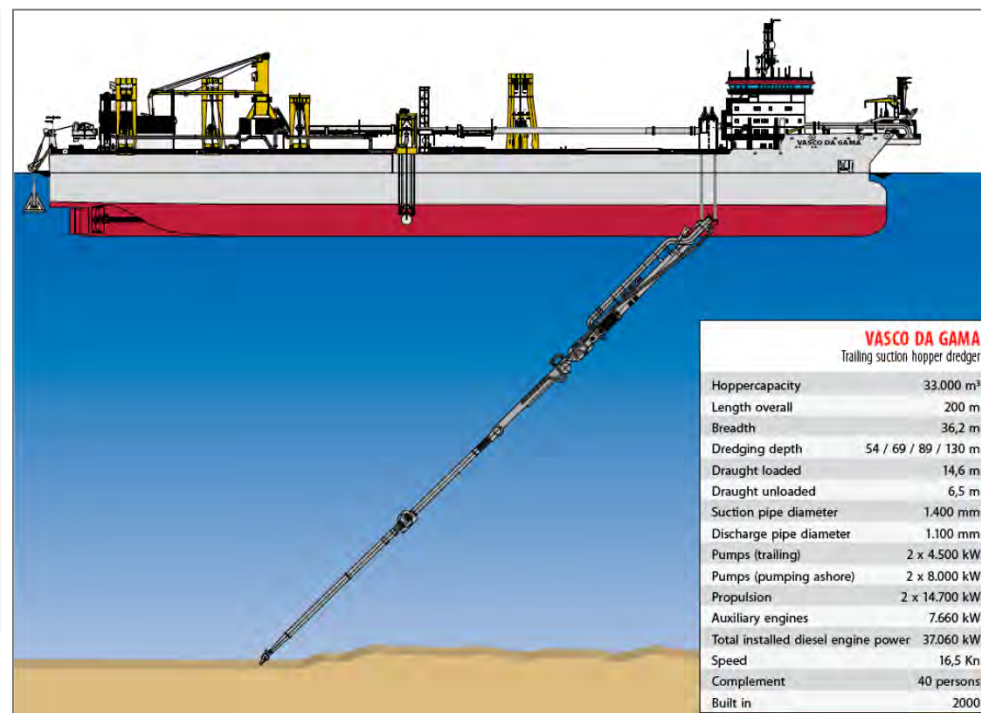 VASCO DA GAMA
VASCO DA GAMA
Trailing suction hopper dredger
Hoppercapacity 33.000 m³
Length overall 200 m
Breadth 36,2 m
Dredging depth 54 / 69 / 89 / 130 m
Draught loaded 14,6 m
Draught unloaded 6,5 m
Suction pipe diameter 1.400 mm
Discharge pipe diameter 1.100 mm
Pumps (trailing) 2 x 4.500 kW
Pumps (pumping ashore) 2 x 8.000 kW
Propulsion 2 x 14.700 kW
Auxiliary engines 7.660 kW
Total installed diesel engine power 37.060 kW
Speed 16,5 Kn
Complement 40 persons
Built in 2000